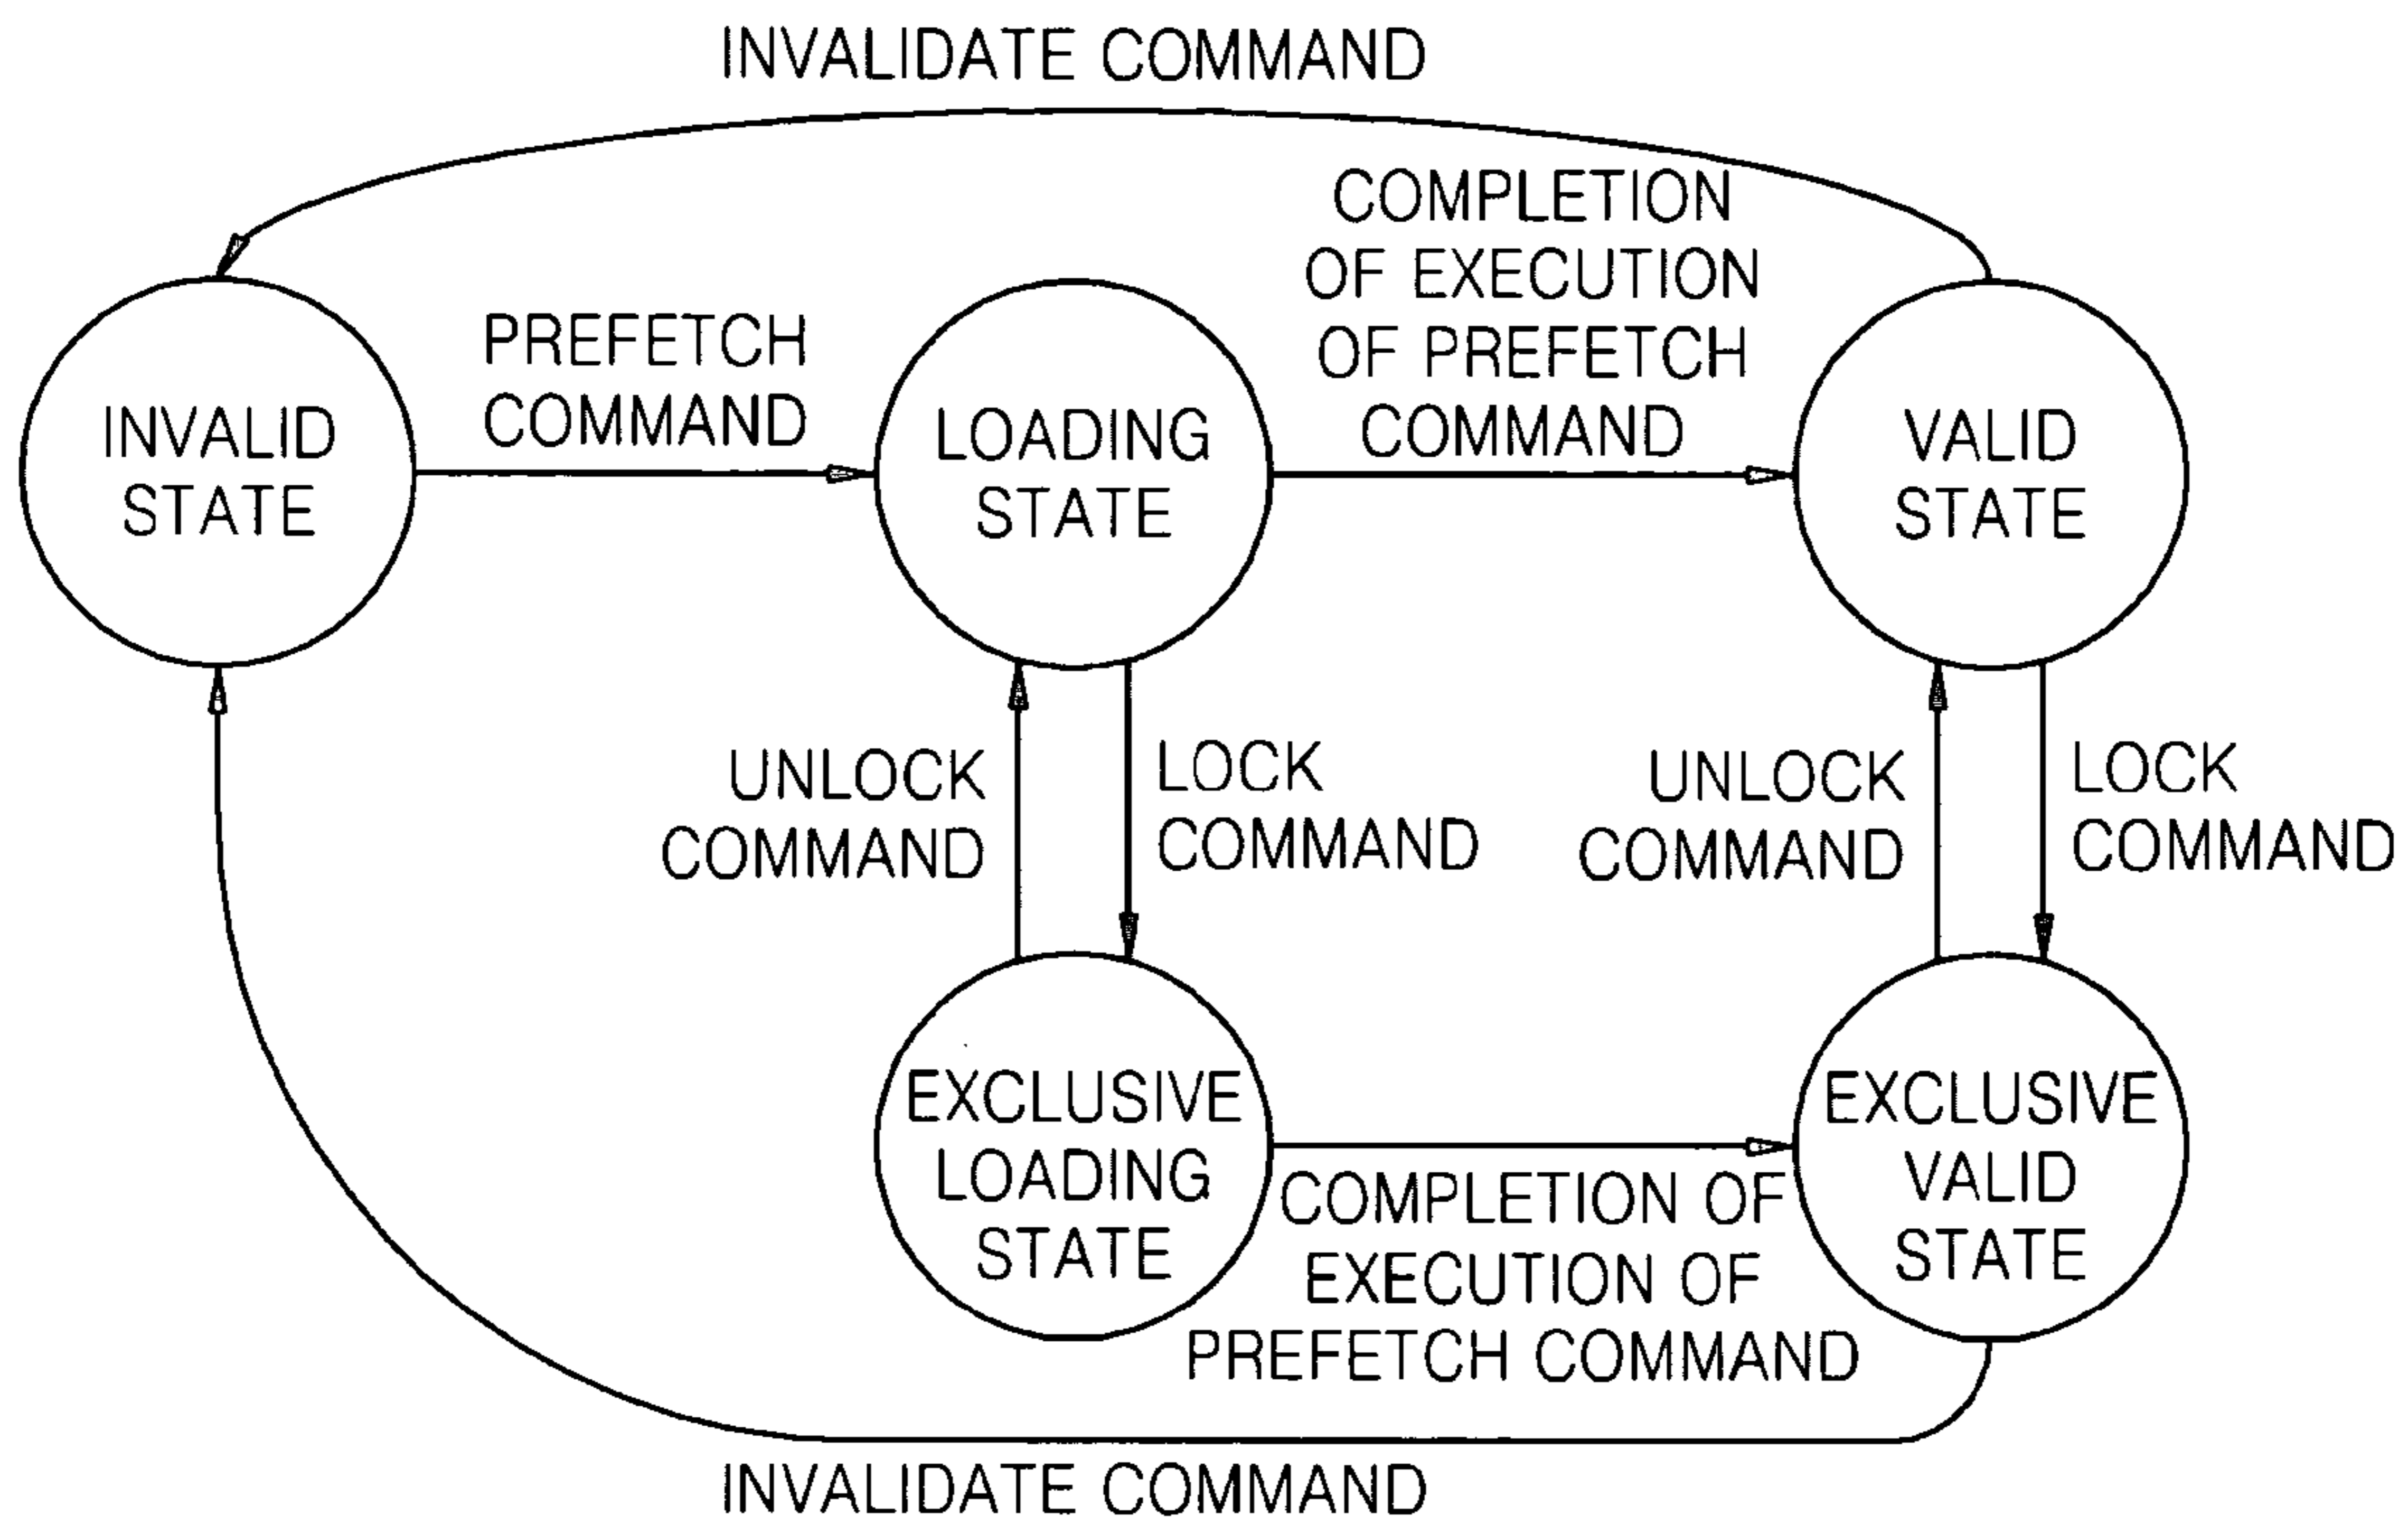 INVALIDATE COMMAND
COMPLETION
OF EXECUTION
OF PREFETCH
COMMAND
PREFETCH
COMMAND
INVALID
STATE
LOADING
STATE
VALID
STATE
UNLOCK
COMMAND
LOCK
COMMAND
UNLOCK
COMMAND
LOCK
COMMAND
EXCLUSIVE
LOADING
STATE
EXCLUSIVE
VALID
STATE
COMPLETION OF
EXECUTION OF
PREFETCH COMMAND
INVALIDATE COMMAND